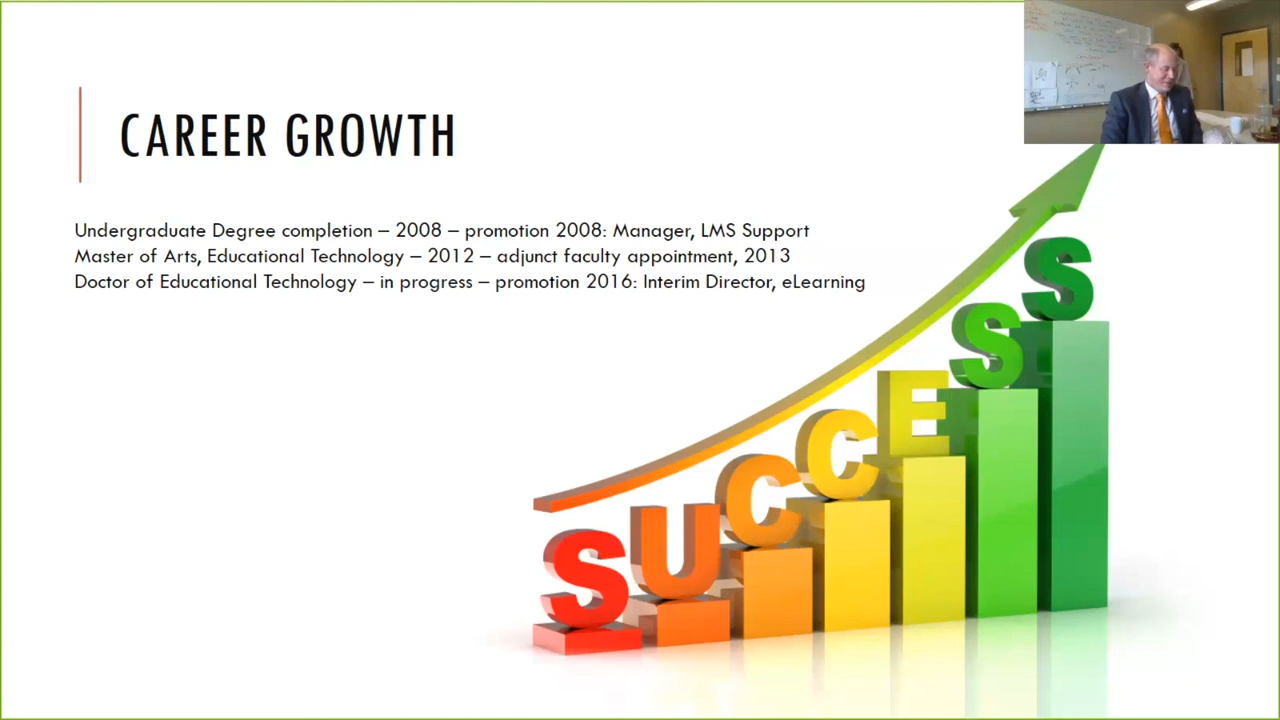 CAREER GROWTH
Undergraduate Degree completion – 2008 – promotion 2008: Manager, LMS Support
Master of Arts, Educational Technology – 2012 – adjunct faculty appointment, 2013
Doctor of Educational Technology – in progress – promotion 2016: Interim Director, eLearning
SUCCESS